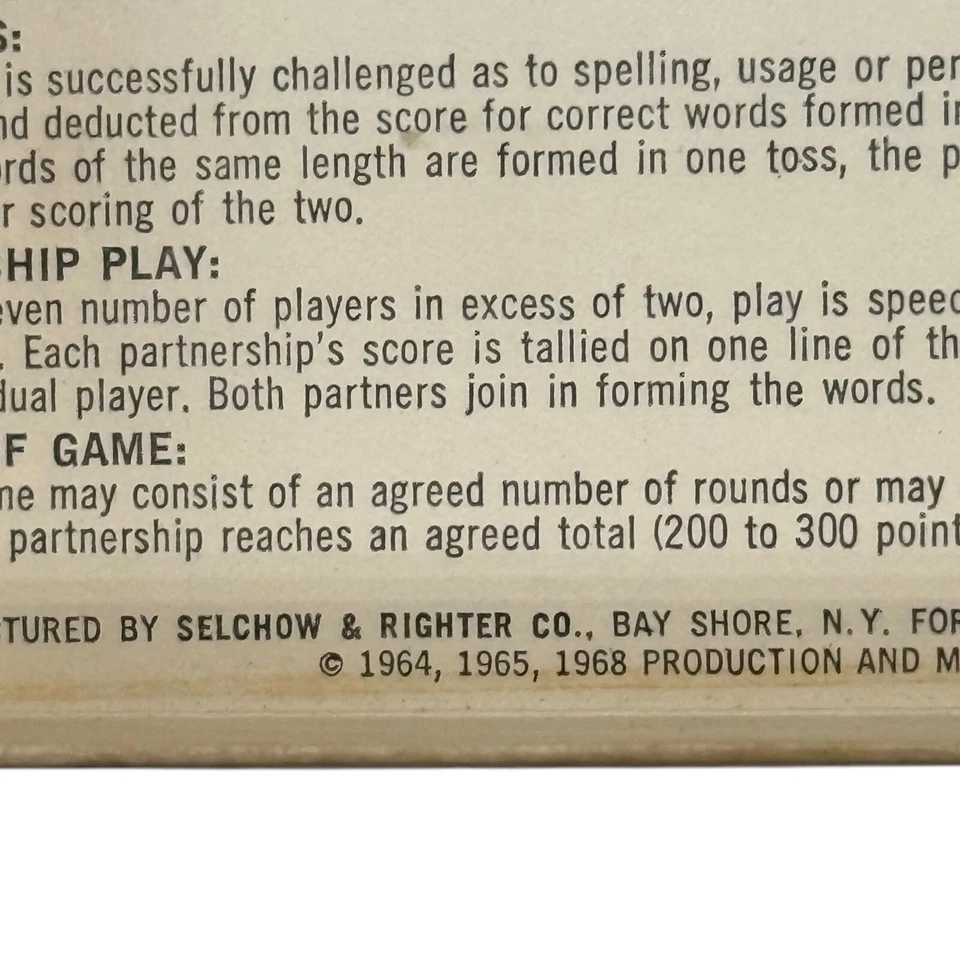 S:
is successfully challenged as to spelling, usage or per
nd deducted from the score for correct words formed in
rds of the same length are formed in one toss, the p
r scoring of the two.
HIP PLAY:
even number of players in excess of two, play is speed
. Each partnership's score is tallied on one line of th
dual player. Both partners join in forming the words.
F GAME:
me may consist of an agreed number of rounds or may
partnership reaches an agreed total (200 to 300 point
TURED BY SELCHOW & RIGHTER CO., BAY SHORE, N.Y. FOR
© 1964, 1965, 1968 PRODUCTION AND M